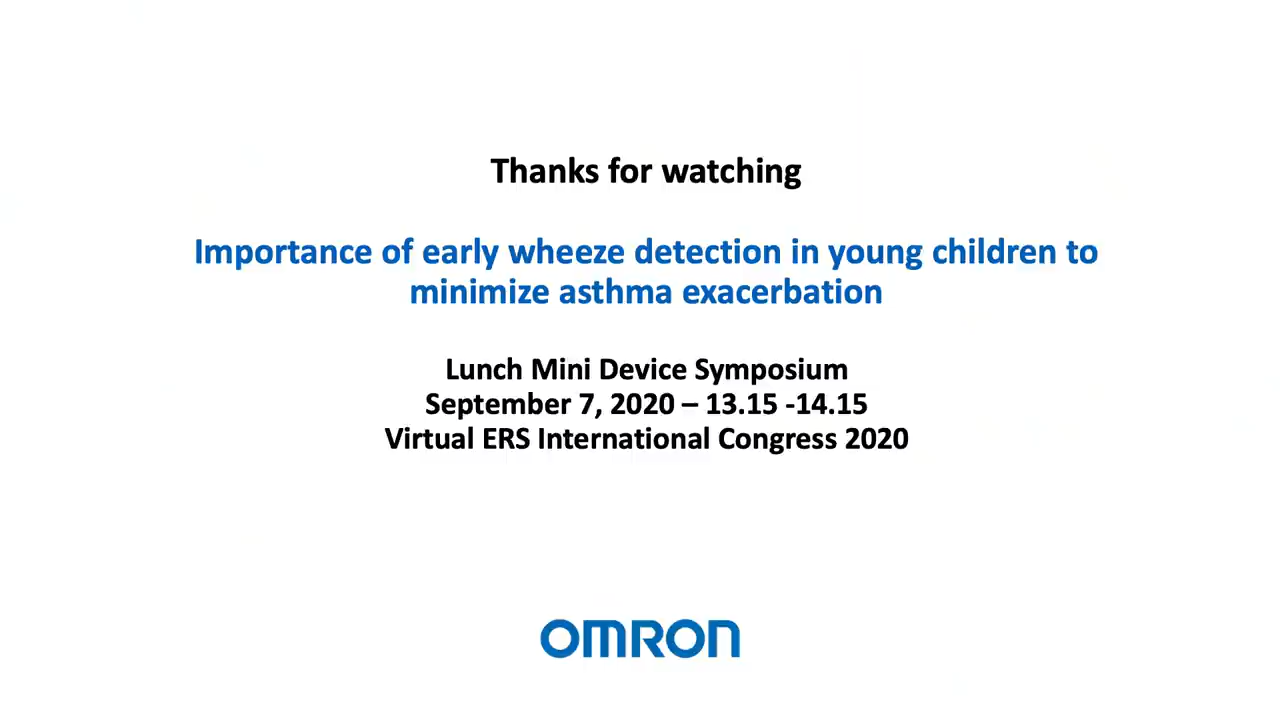 Thanks for watching
Importance of early wheeze detection in young children to
minimize asthma exacerbation
Lunch Mini Device Symposium
September 7, 2020 – 13.15 -14.15
Virtual ERS International Congress 2020
OMRON